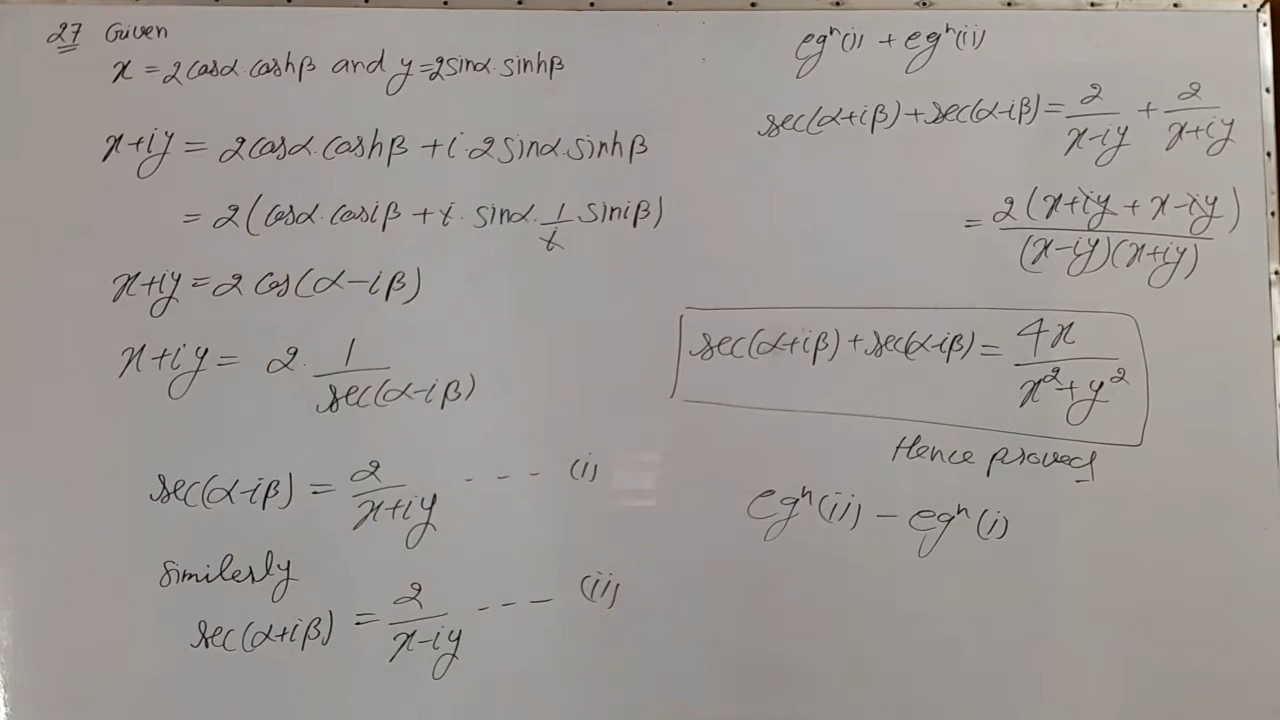 27 Given
x = 2cosα.coshβ and y=2sinα.sinhβ
x+iy = 2cosα.coshβ + i.2sinα.sinhβ
= 2(cosα.cosiβ + i. sinα. 1/i siniβ)
x+iy = 2 cos(α-iβ)
x+iy = 2. 1/sec(α-iβ)
sec(α-iβ) = 2/(x+iy) --- (i)
similerly
sec(α+iβ) = 2/(x-iy) --- (ii)
eqⁿ(i) + eqⁿ(ii)
sec(α+iβ)+sec(α-iβ) = 2/(x-iy) + 2/(x+iy)
= 2(x+iy + x-iy)/((x-iy)(x+iy))
sec(α+iβ)+sec(α-iβ) = 4x/(x²+y²)
Hence proved
eqⁿ(ii) - eqⁿ(i)